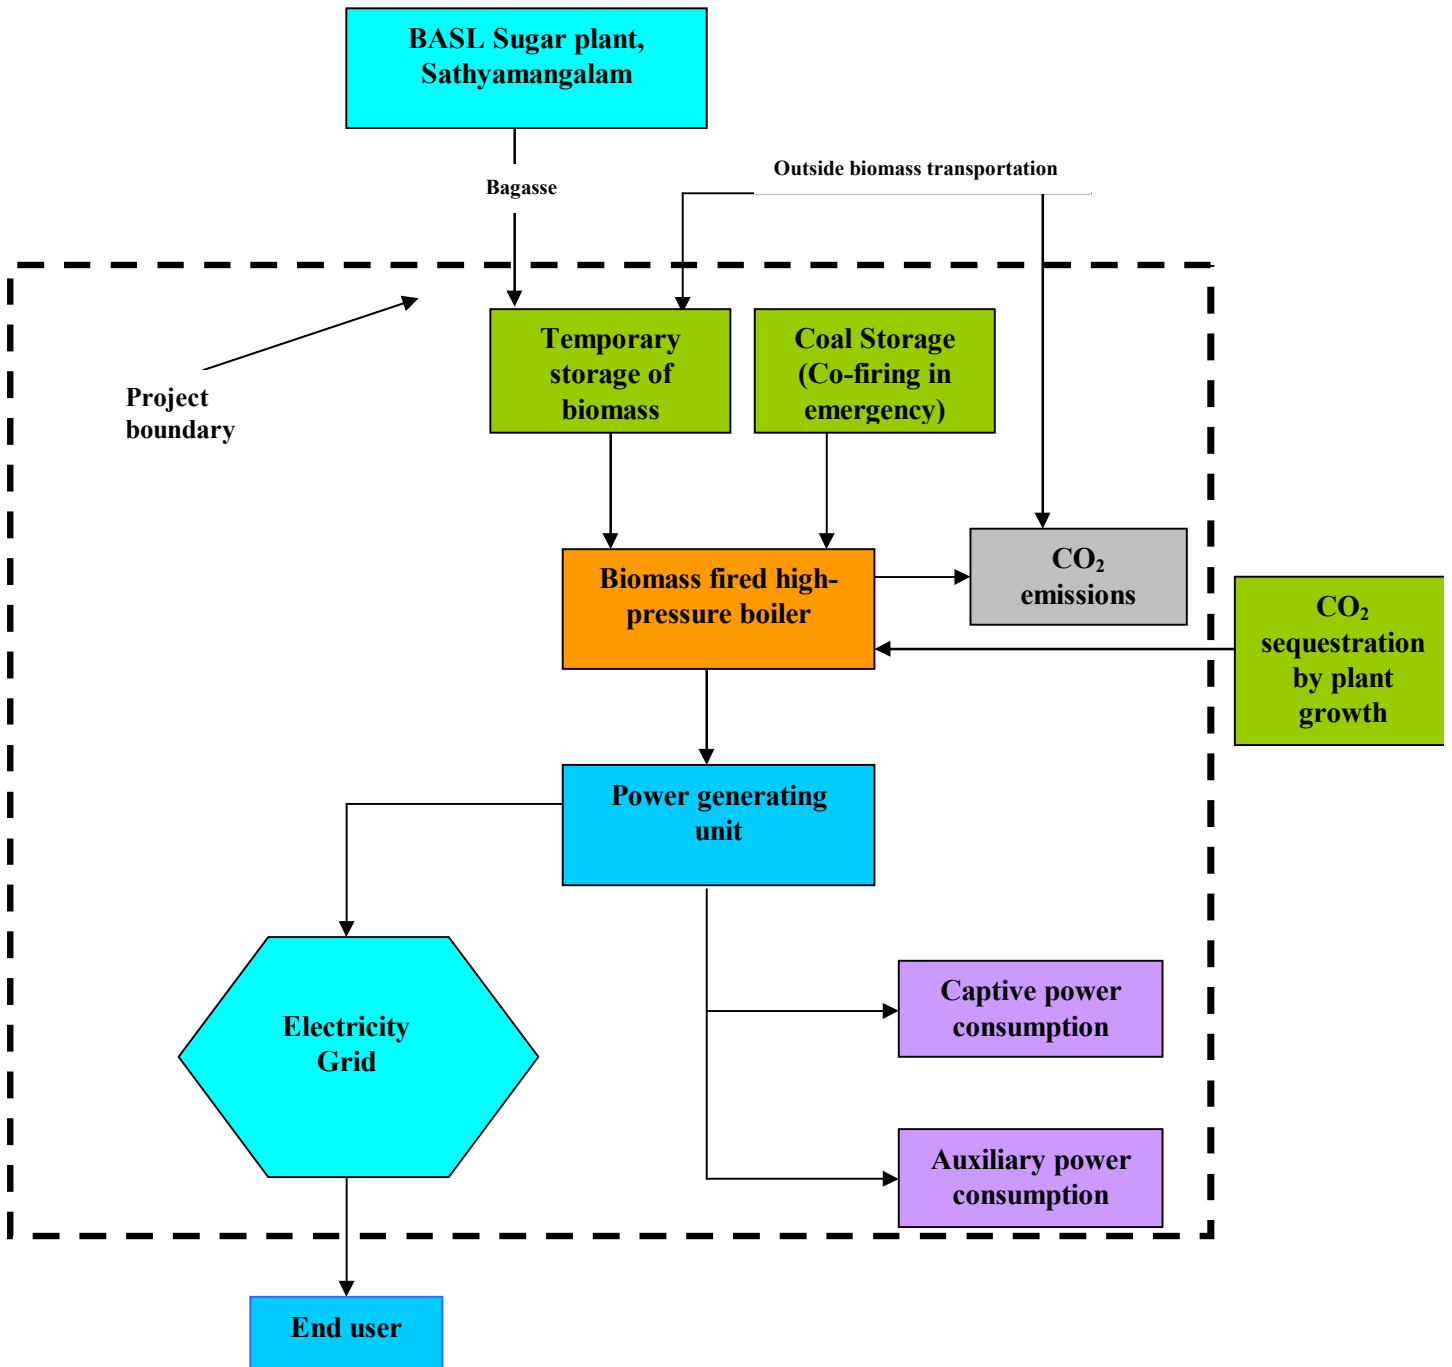 BASL Sugar plant,
Sathyamangalam
Outside biomass transportation
Bagasse
Temporary
storage of
biomass
Coal Storage
(Co-firing in
emergency)
Project
boundary
CO₂
emissions
Biomass fired high-
pressure boiler
CO₂
sequestration
by plant
growth
Power generating
unit
Captive power
consumption
Electricity
Grid
Auxiliary power
consumption
End user